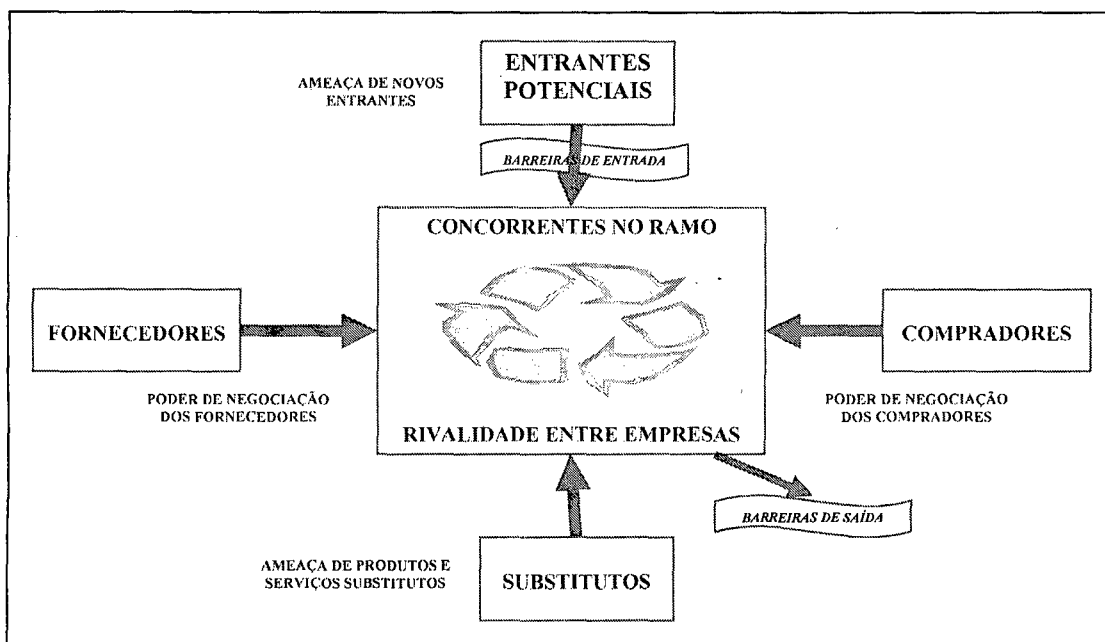 ENTRANTES
POTENCIAIS
AMEAÇA DE NOVOS
ENTRANTES
BARREIRAS DE ENTRADA
CONCORRENTES NO RAMO
FORNECEDORES
COMPRADORES
PODER DE NEGOCIAÇÃO
DOS FORNECEDORES
PODER DE NEGOCIAÇÃO
DOS COMPRADORES
RIVALIDADE ENTRE EMPRESAS
BARREIRAS DE SAÍDA
AMEAÇA DE PRODUTOS E
SERVIÇOS SUBSTITUTOS
SUBSTITUTOS